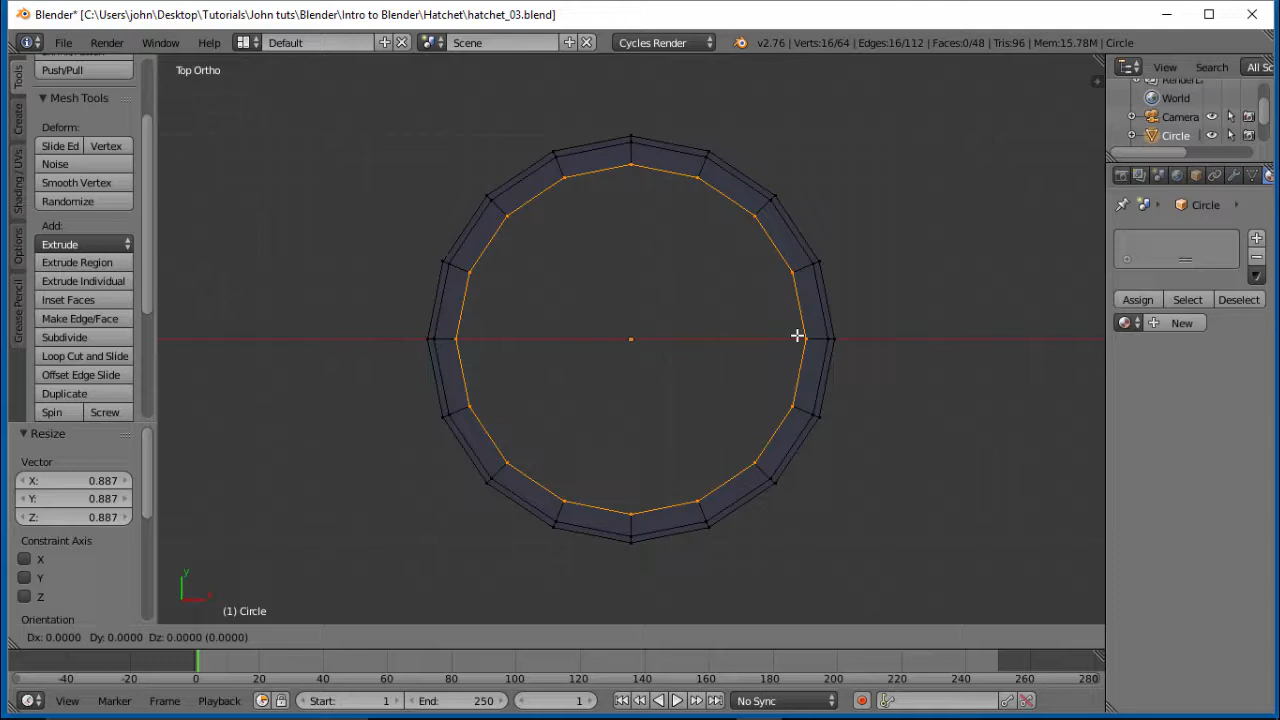 Blender* [C:\Users\john\Desktop\Tutorials\John tuts\Blender\Intro to Blender\Hatchet\hatchet_03.blend]
File Render Window Help Default Scene Cycles Render v2.76 | Verts:16/64 | Edges:16/112 | Faces:0/48 | Tris:96 | Mem:15.78M | Circle
Push/Pull
Mesh Tools
Deform:
Slide Ed Vertex
Noise
Smooth Vertex
Randomize
Add:
Extrude
Extrude Region
Extrude Individual
Inset Faces
Make Edge/Face
Subdivide
Loop Cut and Slide
Offset Edge Slide
Duplicate
Spin Screw
Tools
Create
Shading / UVs
Options
Grease Pencil
Resize
Vector
X: 0.887
Y: 0.887
Z: 0.887
Constraint Axis
X
Y
Z
Orientation
Top Ortho
y
x
(1) Circle
View Search All Sc
World
Camera
Circle
Circle
Assign Select Deselect
New
Dx: 0.0000 Dy: 0.0000 Dz: 0.0000 (0.0000)
-40 -20 0 20 40 60 80 100 120 140 160 180 200 220 240 260 280
View Marker Frame Playback Start: 1 End: 250 1 No Sync